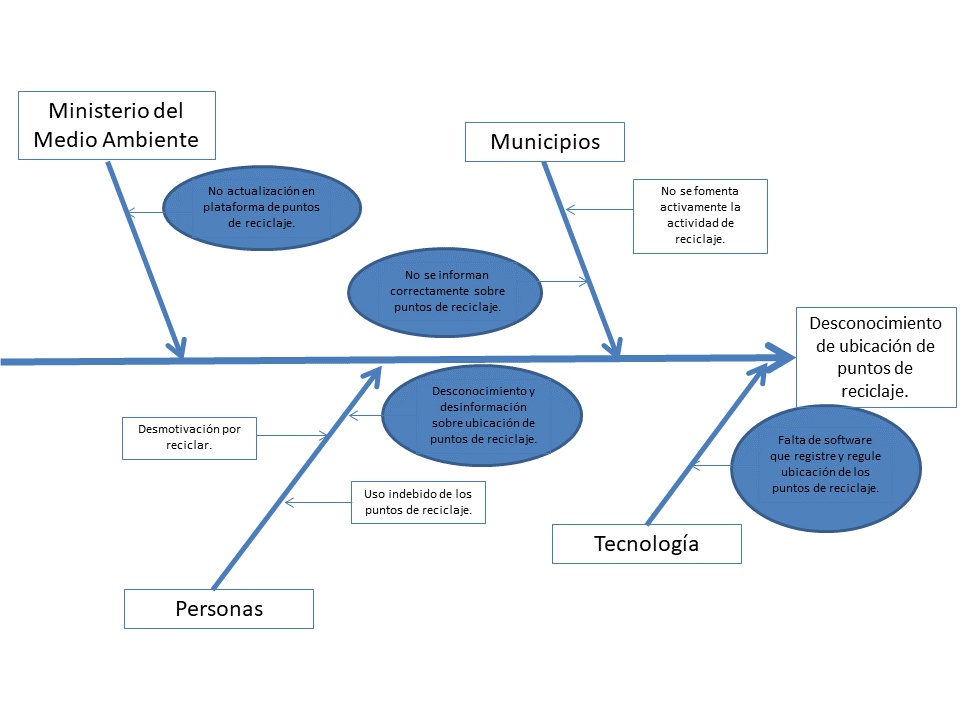 Ministerio del
Medio Ambiente
Municipios
No actualización en
plataforma de puntos
de reciclaje.
No se fomenta
activamente la
actividad de
reciclaje.
No se informan
correctamente sobre
puntos de reciclaje.
Desconocimiento
de ubicación de
puntos de
reciclaje.
Desconocimiento y
desinformación
sobre ubicación de
puntos de reciclaje.
Desmotivación por
reciclar.
Falta de software
que registre y regule
ubicación de los
puntos de reciclaje.
Uso indebido de los
puntos de reciclaje.
Tecnología
Personas